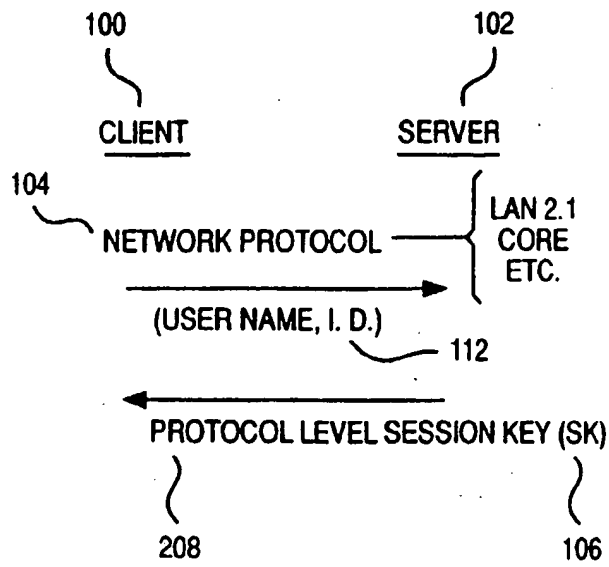 100
102
CLIENT
SERVER
104
NETWORK PROTOCOL
LAN 2.1
CORE
ETC.
(USER NAME, I. D.)
112
PROTOCOL LEVEL SESSION KEY (SK)
208
106